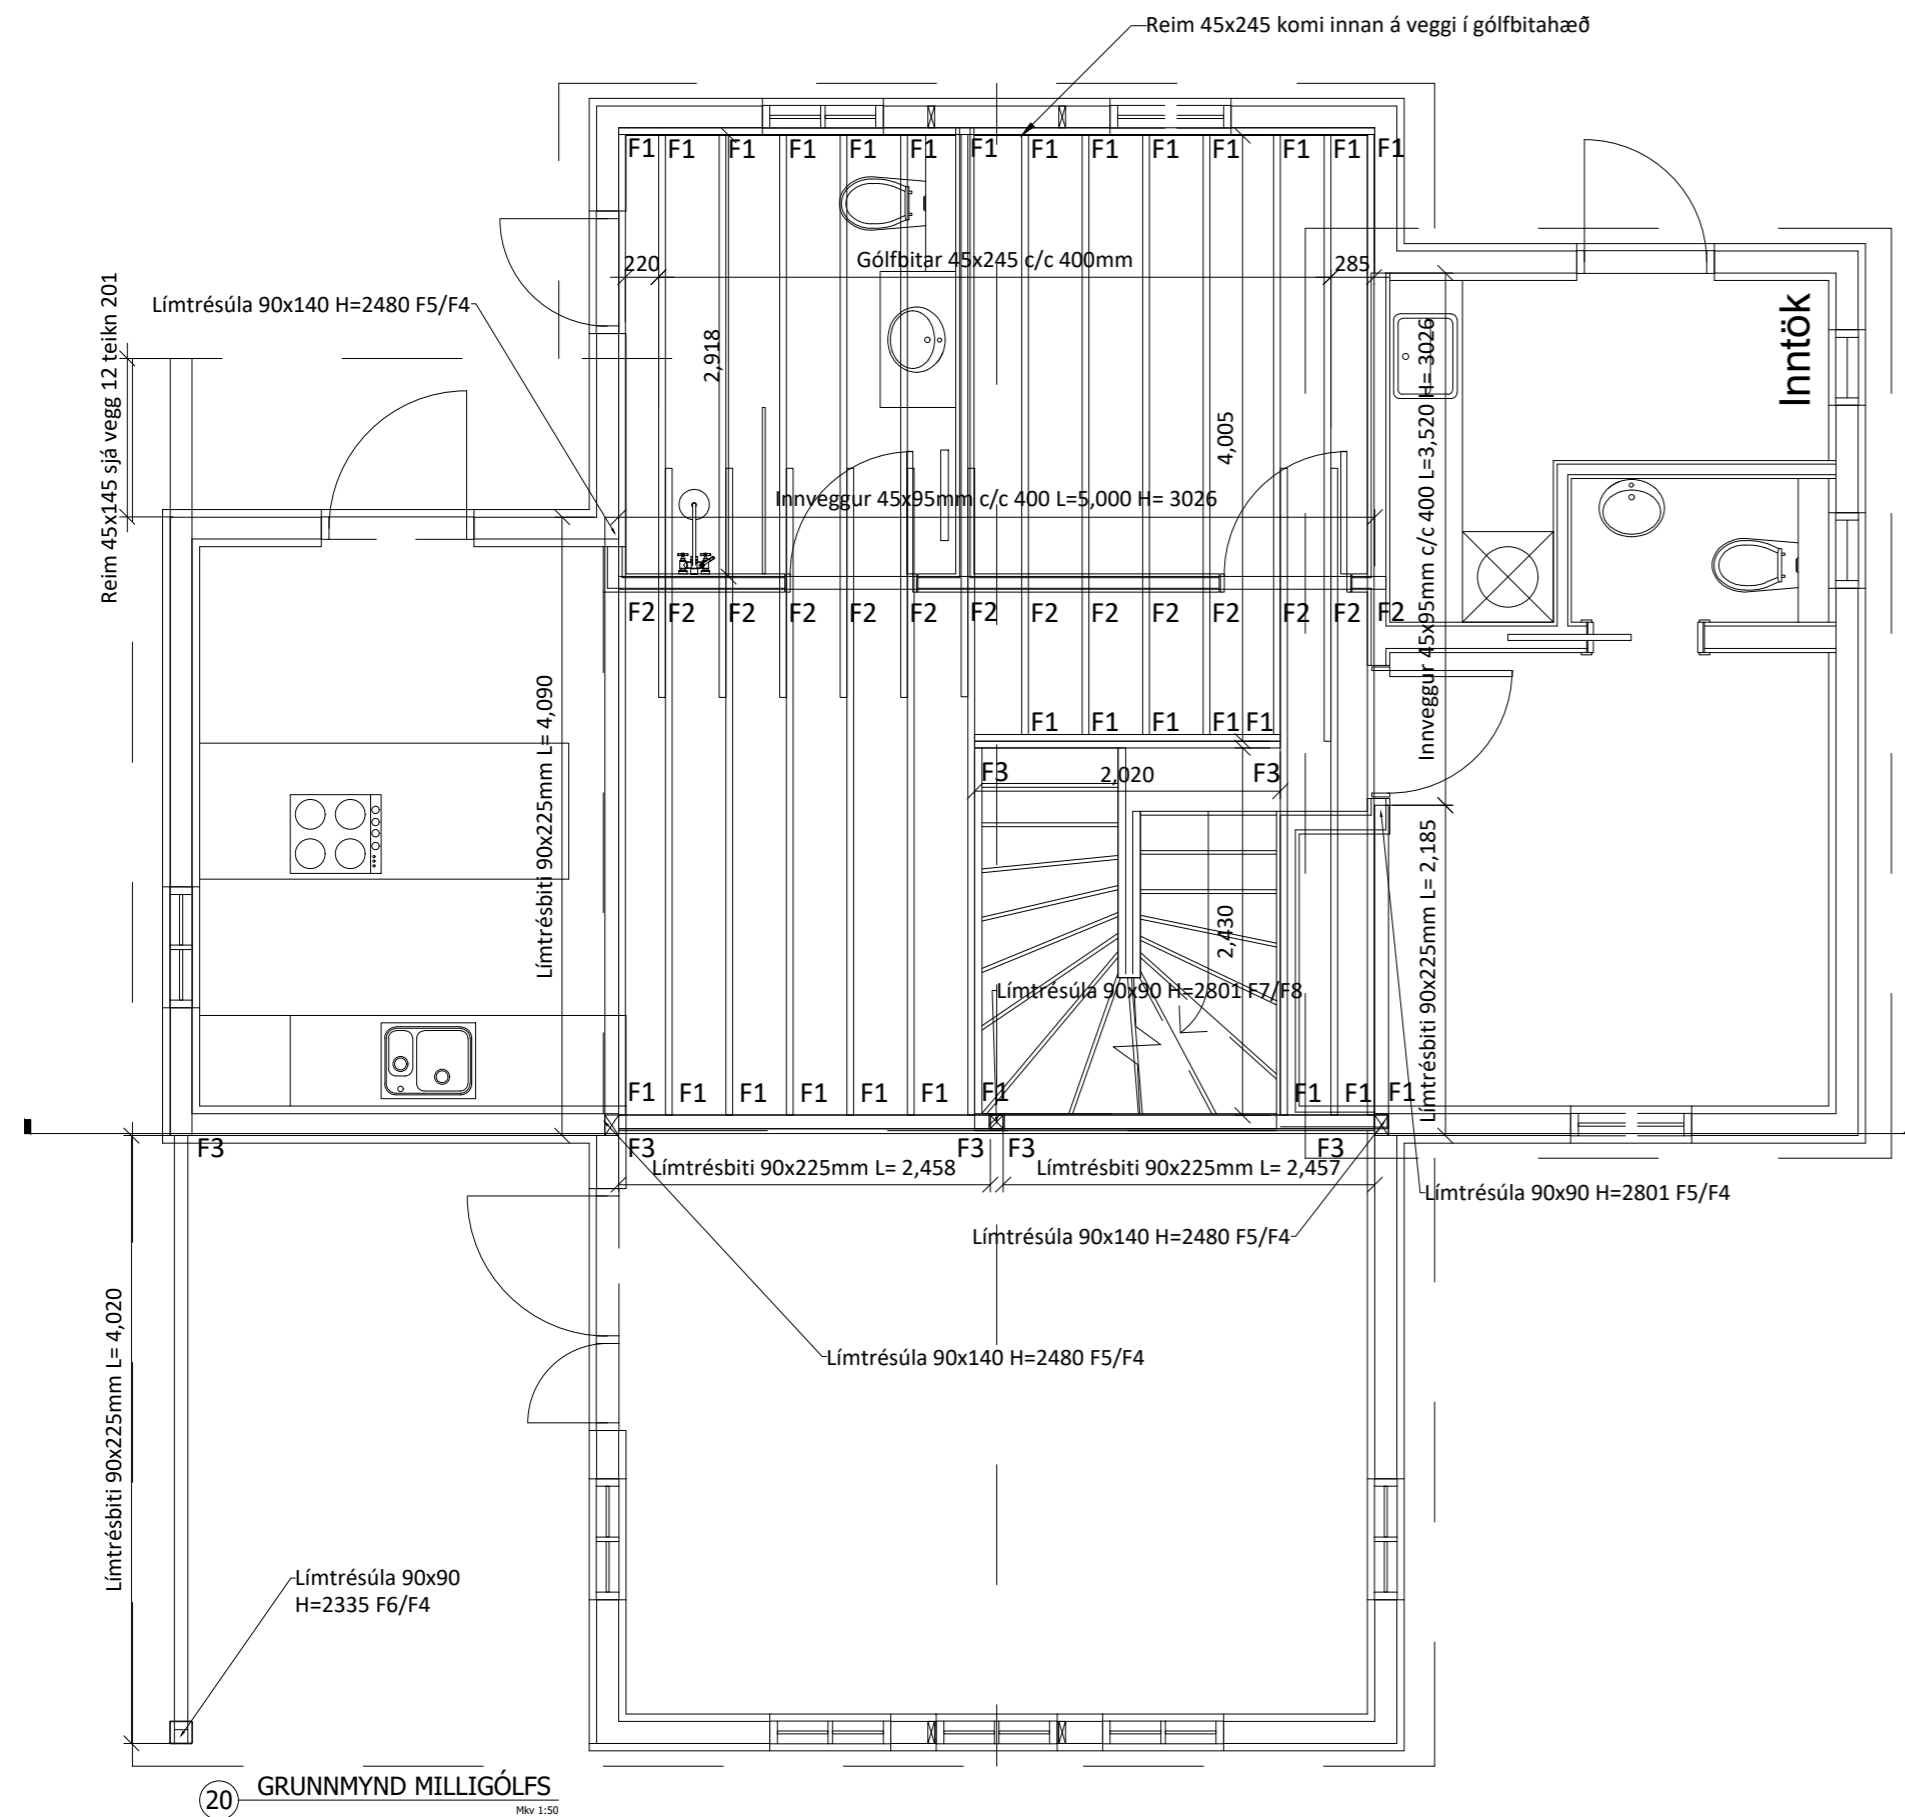 Reim 45x245 komi innan á veggi í gólfbitahæð
F1 F1 F1 F1 F1 F1 F1 F1 F1 F1 F1 F1 F1 F1
220
Gólfbitar 45x245 c/c 400mm
285
Límtrésúla 90x140 H=2480 F5/F4
Reim 45x145 sjá vegg 12 teikn 201
2,918
4,005
Innveggur 45x95mm c/c 400 L=3,520 H= 3026
Inntök
Innveggur 45x95mm c/c 400 L=5,000 H= 3026
F2 F2 F2 F2 F2 F2 F2 F2 F2 F2 F2 F2 F2 F2
Límtrésbiti 90x225mm L= 4,090
F1 F1 F1 F1 F1
F3
2,020
F3
2,430
Límtrésbiti 90x225mm L= 2,185
Límtrésúla 90x90 H=2801 F7/F8
F1 F1 F1 F1 F1 F1 F1 F1 F1 F1
F3
F3
F3
F3
F3
Límtrésbiti 90x225mm L= 2,458
Límtrésbiti 90x225mm L= 2,457
Límtrésúla 90x90 H=2801 F5/F4
Límtrésúla 90x140 H=2480 F5/F4
Límtrésúla 90x140 H=2480 F5/F4
Límtrésbiti 90x225mm L= 4,020
Límtrésúla 90x90
H=2335 F6/F4
20
GRUNNMYND MILLIGÓLFS
Mkv 1:50